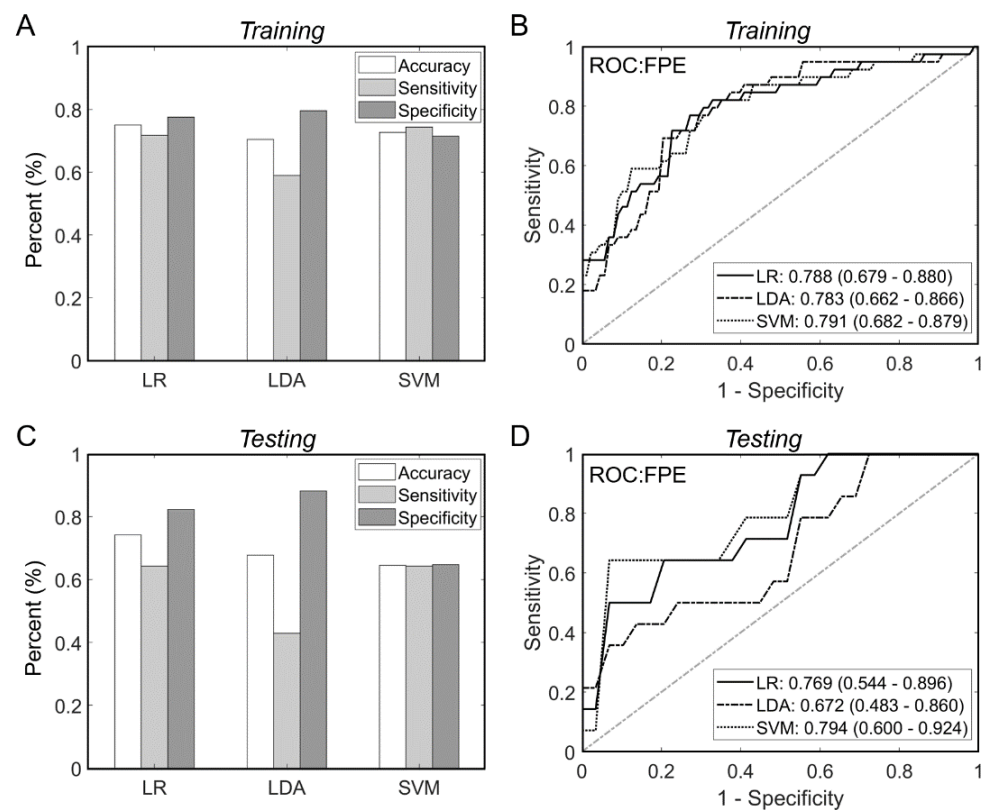 A
Training
1
0.8
0.6
0.4
0.2
0
Percent (%)
Accuracy
Sensitivity
Specificity
LR
LDA
SVM
B
Training
ROC:FPE
1
0.8
0.6
0.4
0.2
0
Sensitivity
LR: 0.788 (0.679 - 0.880)
LDA: 0.783 (0.662 - 0.866)
SVM: 0.791 (0.682 - 0.879)
0
0.2
0.4
0.6
0.8
1
1 - Specificity
C
Testing
1
0.8
0.6
0.4
0.2
0
Percent (%)
Accuracy
Sensitivity
Specificity
LR
LDA
SVM
D
Testing
ROC:FPE
1
0.8
0.6
0.4
0.2
0
Sensitivity
LR: 0.769 (0.544 - 0.896)
LDA: 0.672 (0.483 - 0.860)
SVM: 0.794 (0.600 - 0.924)
0
0.2
0.4
0.6
0.8
1
1 - Specificity